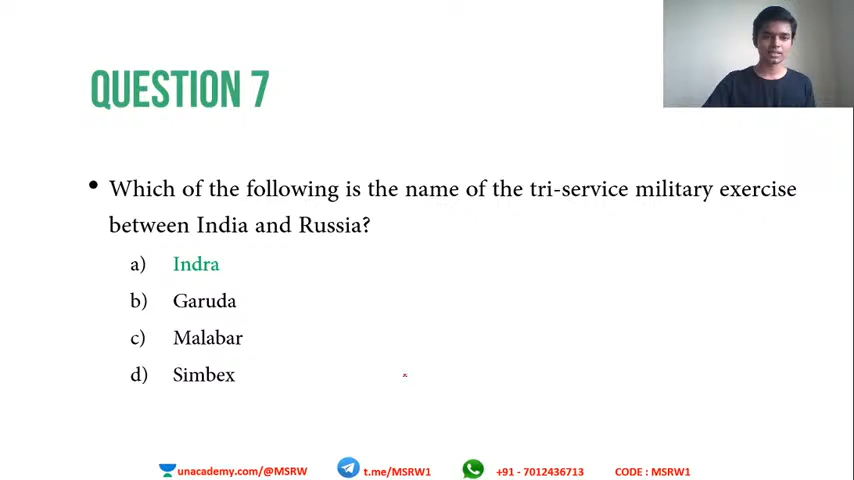 QUESTION 7
• Which of the following is the name of the tri-service military exercise
between India and Russia?
a) Indra
b) Garuda
c) Malabar
d) Simbex
unacademy.com/@MSRW t.me/MSRW1 +91 - 7012436713 CODE : MSRW1